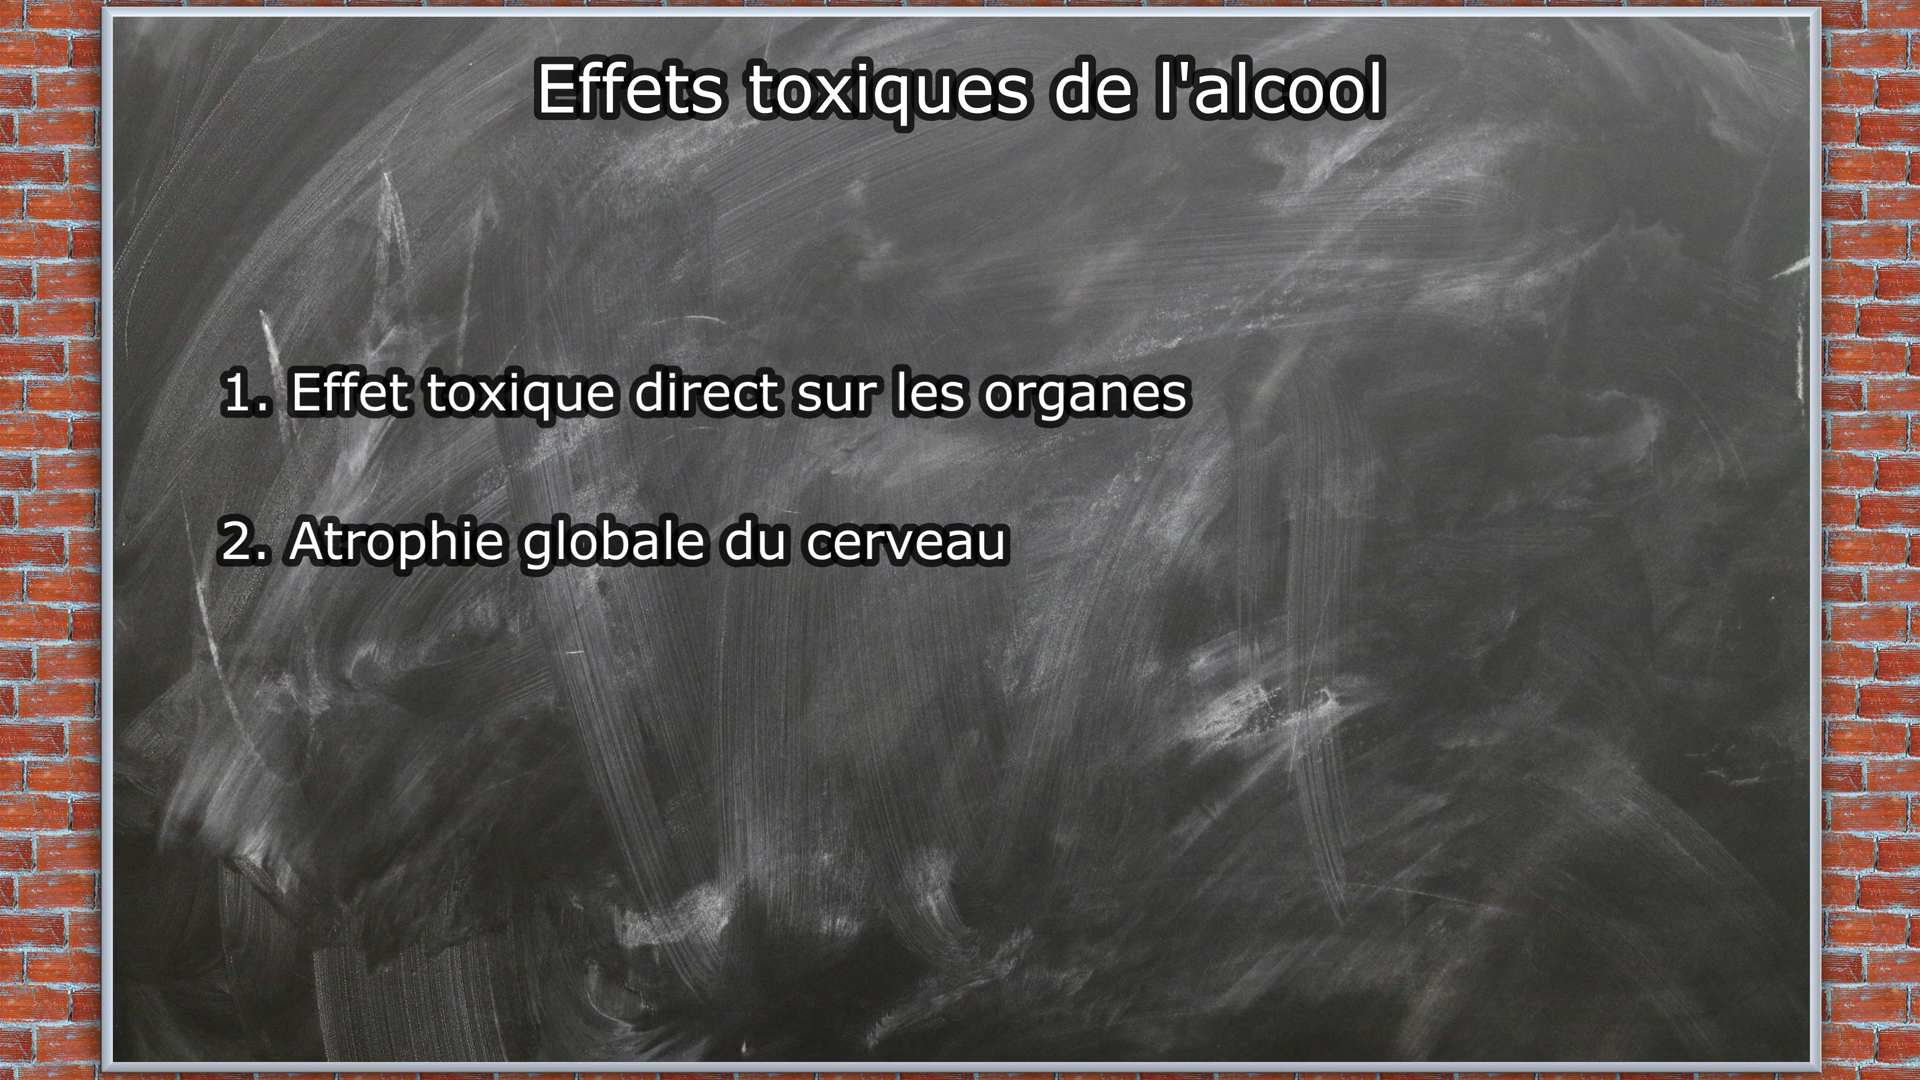 Effets toxiques de l'alcool
1. Effet toxique direct sur les organes
2. Atrophie globale du cerveau